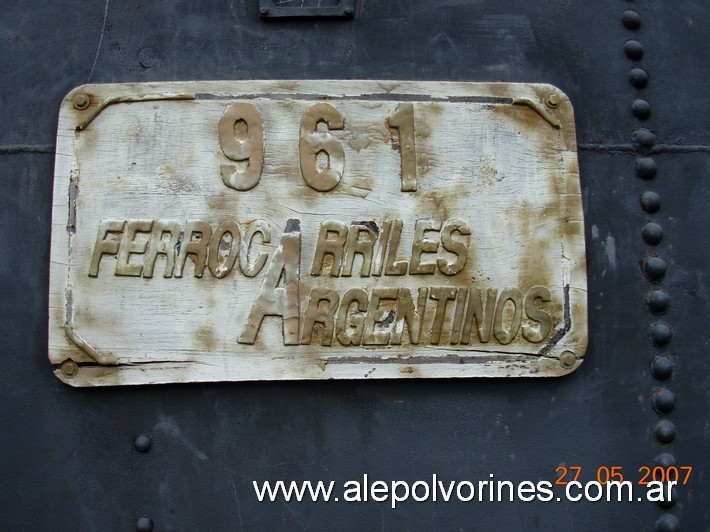 961
FERROCARRILES
ARGENTINOS
27 05 2007
www.alepolvorines.com.ar